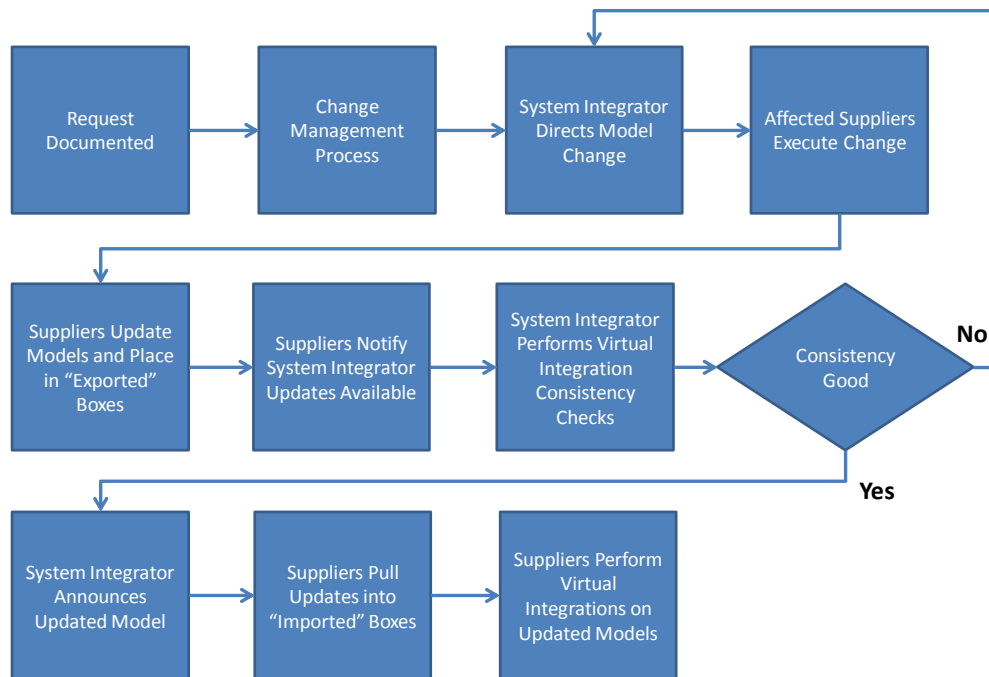 Request
Documented
Change
Management
Process
System Integrator
Directs Model
Change
Affected Suppliers
Execute Change
Suppliers Update
Models and Place
in “Exported”
Boxes
Suppliers Notify
System Integrator
Updates Available
System Integrator
Performs Virtual
Integration
Consistency
Checks
Consistency
Good
No
Yes
System Integrator
Announces
Updated Model
Suppliers Pull
Updates into
“Imported” Boxes
Suppliers Perform
Virtual
Integrations on
Updated Models